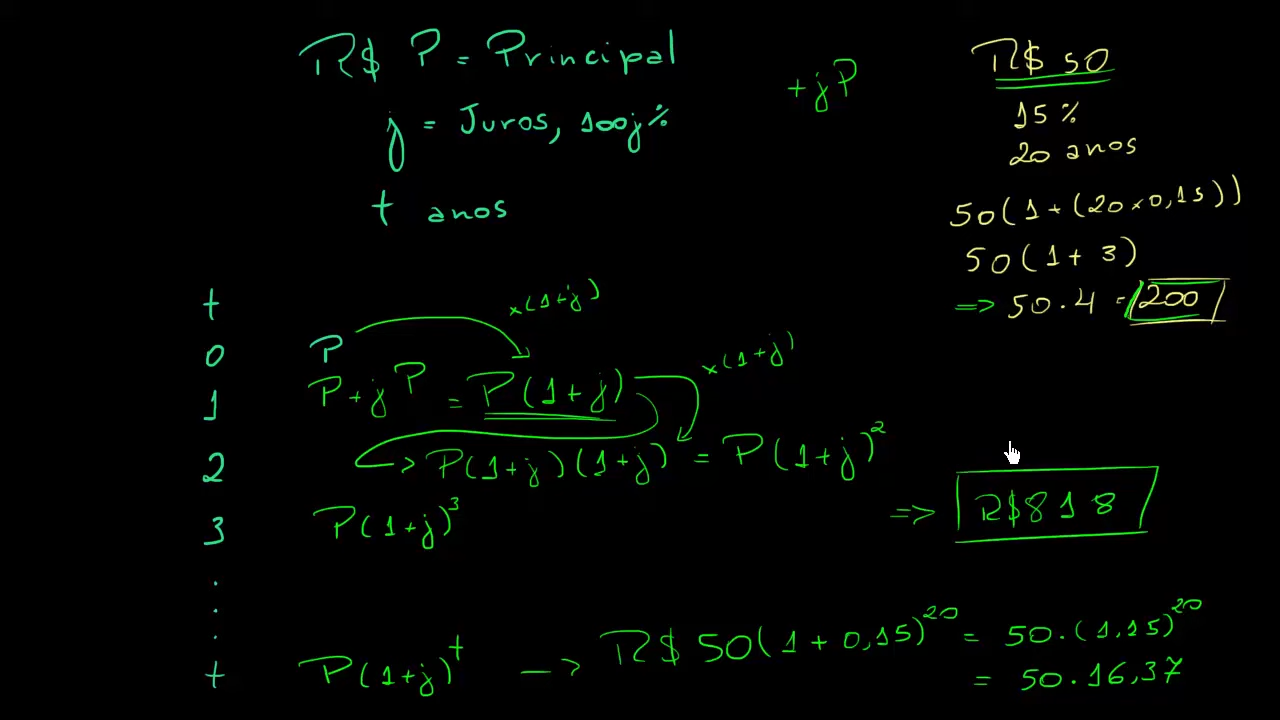 R$ P = Principal
j = Juros, 100j%
t anos
+jP
R$ 50
15%
20 anos
50(1+(20×0,15))
50(1+3)
=> 50.4 = 200
t
0 P
×(1+j)
1 P+jP = P(1+j)
×(1+j)
2 P(1+j)(1+j) = P(1+j)²
3 P(1+j)³
=> R$818
.
.
.
t P(1+j)ᵗ -> R$ 50(1+0,15)²⁰ = 50.(1,15)²⁰
= 50.16,37